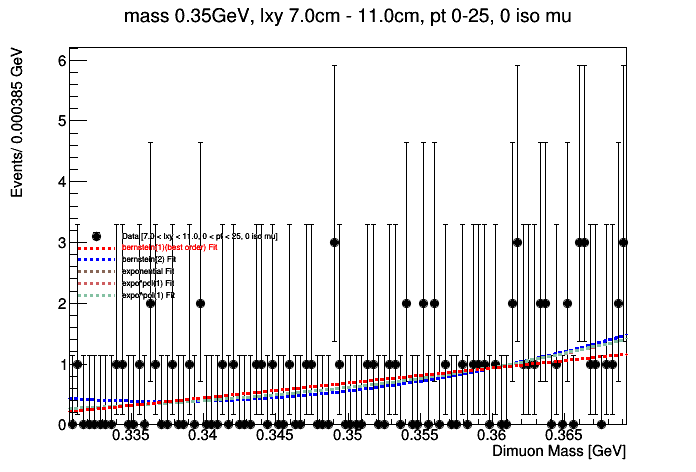 mass 0.35GeV, lxy 7.0cm - 11.0cm, pt 0-25, 0 iso mu
Events/ 0.000385 GeV
6
5
4
3
2
1
0
Data [7.0 < lxy < 11.0, 0 < pt < 25, 0 iso mu]
bernstein(1)(best order) Fit
bernstein(2) Fit
exponential Fit
expo*pol(1) Fit
expo*pol(1) Fit
0.335 0.34 0.345 0.35 0.355 0.36 0.365
Dimuon Mass [GeV]